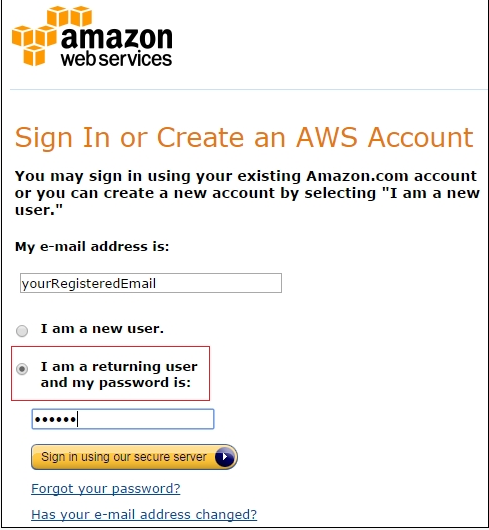 amazon
webservices
Sign In or Create an AWS Account
You may sign in using your existing Amazon.com account
or you can create a new account by selecting "I am a new
user."
My e-mail address is:
yourRegisteredEmail
I am a new user.
I am a returning user
and my password is:
••••••
Sign in using our secure server
Forgot your password?
Has your e-mail address changed?